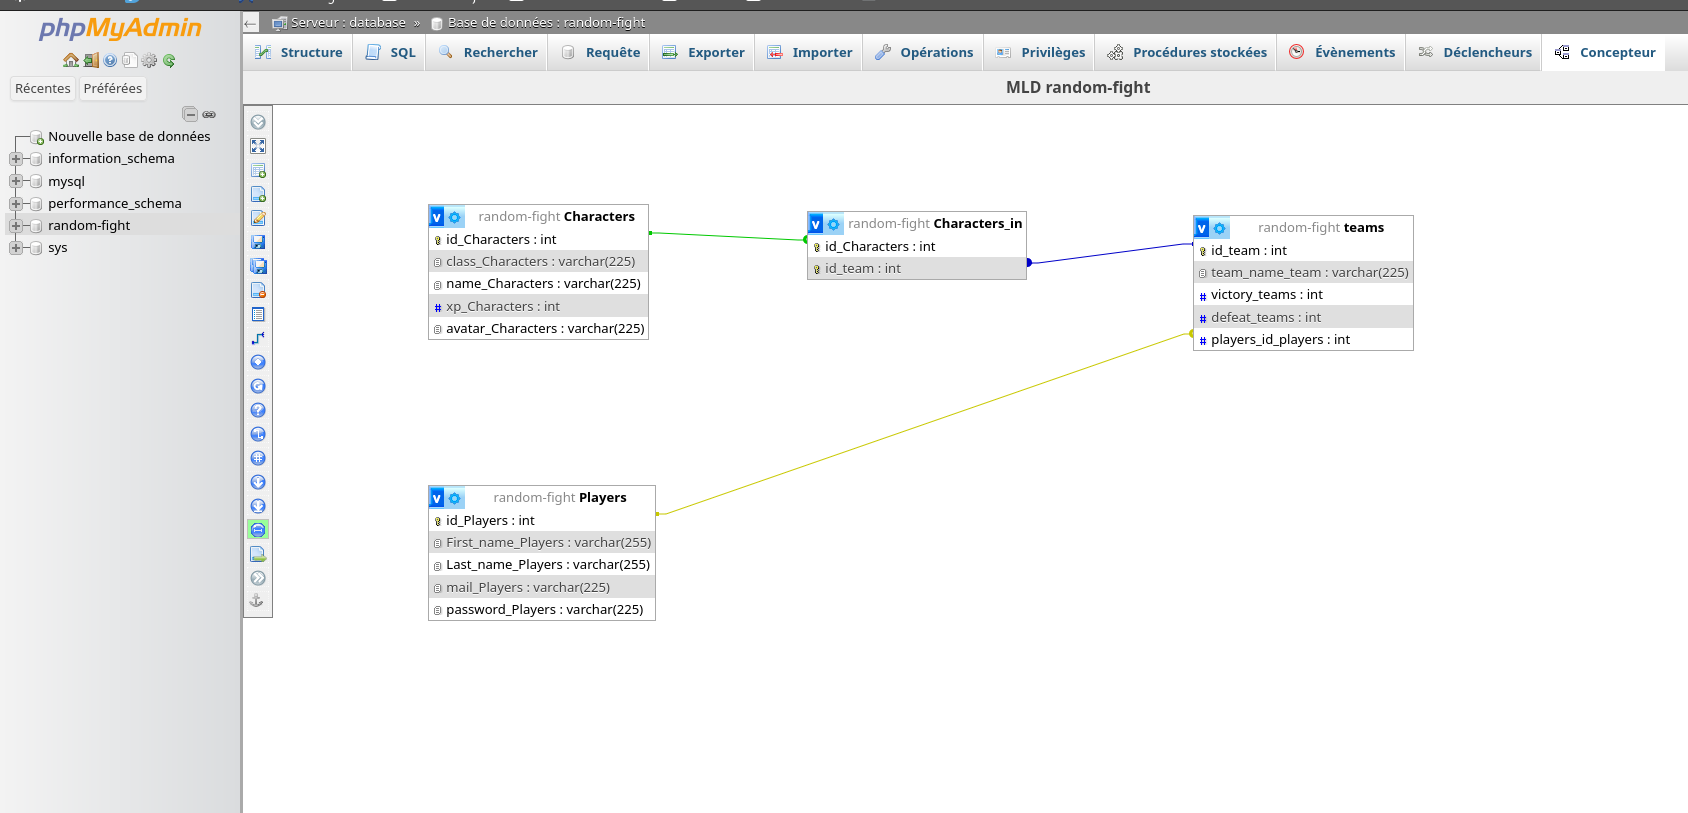 phpMyAdmin
Récentes Préférées
Nouvelle base de données
information_schema
mysql
performance_schema
random-fight
sys
Serveur : database » Base de données : random-fight
Structure SQL Rechercher Requête Exporter Importer Opérations Privilèges Procédures stockées Évènements Déclencheurs Concepteur
MLD random-fight
random-fight Characters
id_Characters : int
class_Characters : varchar(225)
name_Characters : varchar(225)
xp_Characters : int
avatar_Characters : varchar(225)
random-fight Characters_in
id_Characters : int
id_team : int
random-fight teams
id_team : int
team_name_team : varchar(225)
victory_teams : int
defeat_teams : int
players_id_players : int
random-fight Players
id_Players : int
First_name_Players : varchar(255)
Last_name_Players : varchar(255)
mail_Players : varchar(225)
password_Players : varchar(225)